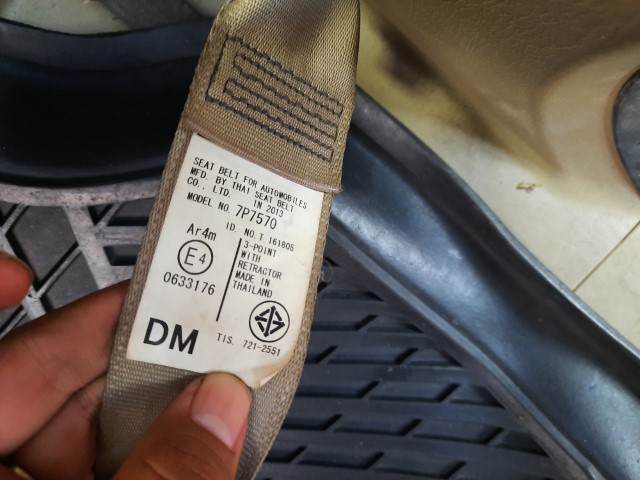 SEAT BELT FOR AUTOMOBILES
MFD. BY THAI SEAT BELT
CO., LTD. IN 2013
MODEL NO. 7P7570
ID. NO. T 161805
Ar4m
E4
0633176
3-POINT
WITH
RETRACTOR
MADE IN
THAILAND
DM
TIS. 721-2551